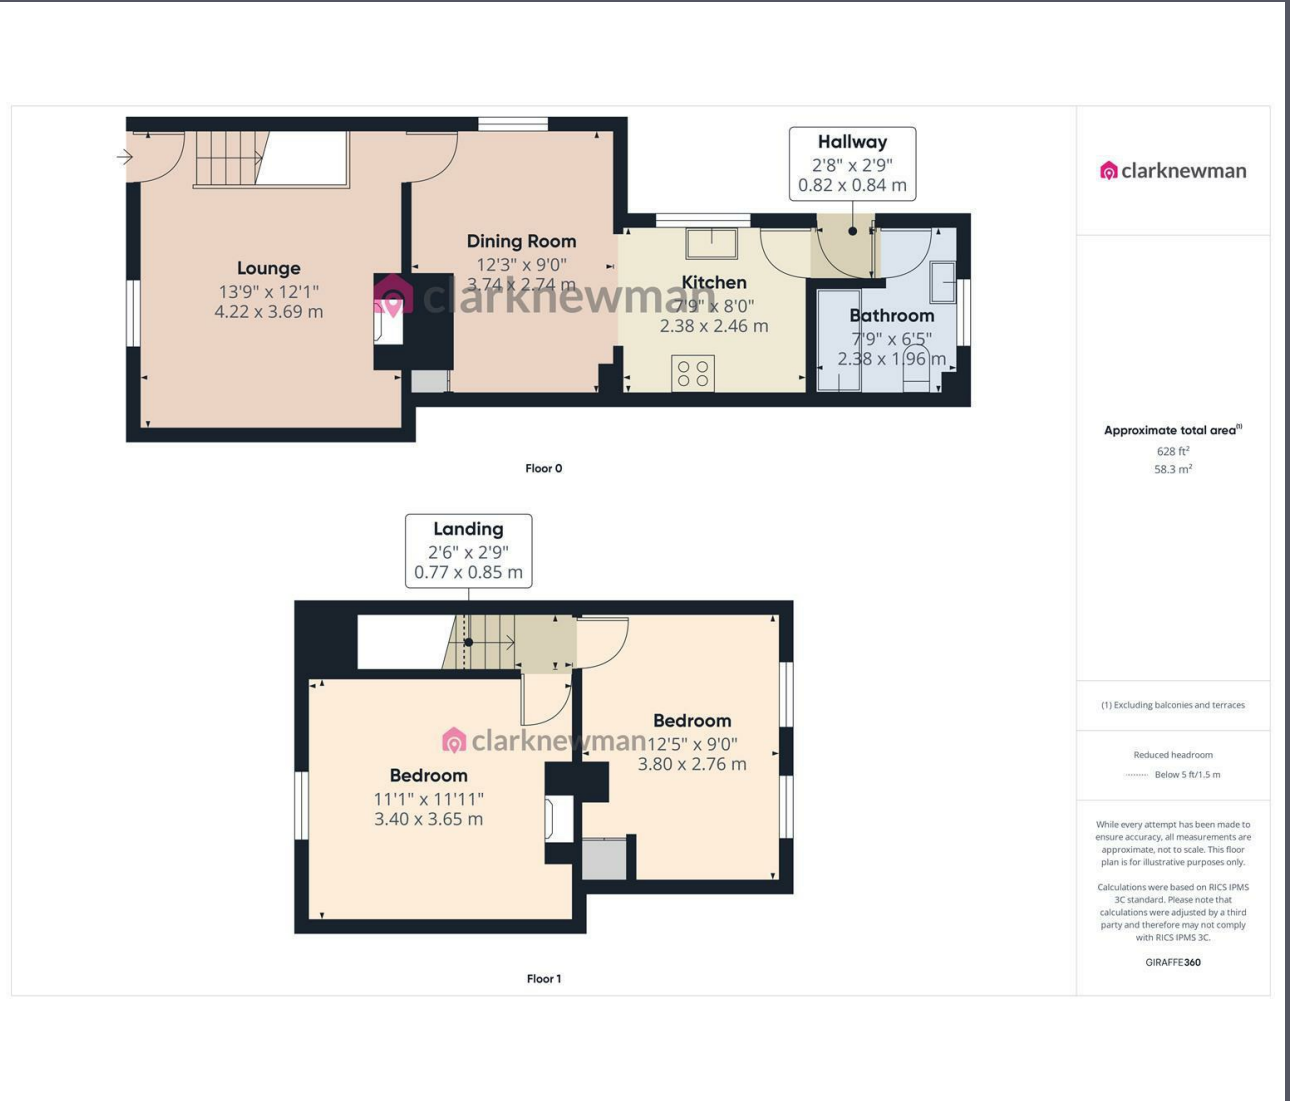 Hallway
2'8" x 2'9"
0.82 x 0.84 m
clarknewman
Lounge
13'9" x 12'1"
4.22 x 3.69 m
Dining Room
12'3" x 9'0"
3.74 x 2.74 m
clarknewman
Kitchen
7'9" x 8'0"
2.38 x 2.46 m
Bathroom
7'9" x 6'5"
2.38 x 1.96 m
Floor 0
Landing
2'6" x 2'9"
0.77 x 0.85 m
clarknewman
Bedroom
12'5" x 9'0"
3.80 x 2.76 m
Bedroom
11'1" x 11'11"
3.40 x 3.65 m
Floor 1
Approximate total area(1)
628 ft²
58.3 m²
(1) Excluding balconies and terraces
Reduced headroom
Below 5 ft/1.5 m
While every attempt has been made to
ensure accuracy, all measurements are
approximate, not to scale. This floor
plan is for illustrative purposes only.
Calculations were based on RICS IPMS
3C standard. Please note that
calculations were adjusted by a third
party and therefore may not comply
with RICS IPMS 3C.
GIRAFFE360